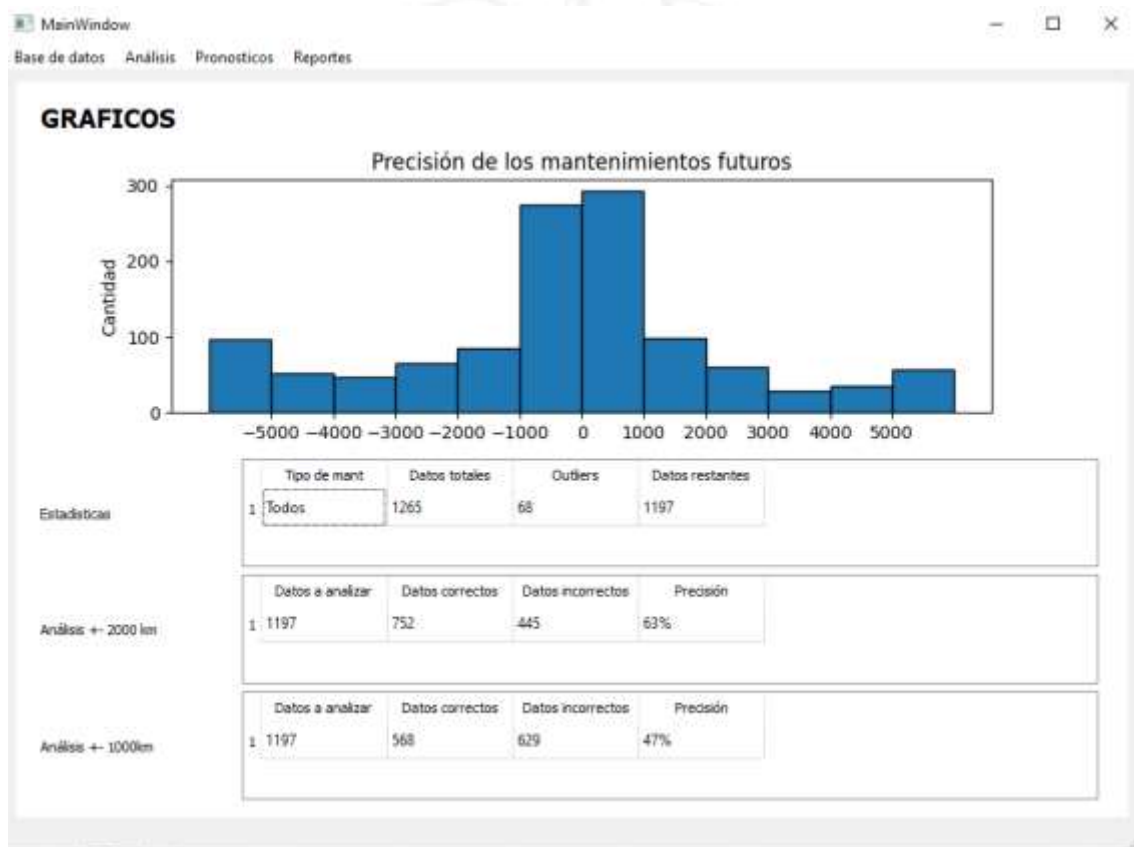 MainWindow
Base de datos Análisis Pronosticos Reportes
GRAFICOS
Precisión de los mantenimientos futuros
Cantidad
300
200
100
0
−5000 −4000 −3000 −2000 −1000 0 1000 2000 3000 4000 5000
Estadísticas
Tipo de mant Datos totales Outliers Datos restantes
1 Todos 1265 68 1197
Análisis +- 2000 km
Datos a analizar Datos correctos Datos incorrectos Precisión
1 1197 752 445 63%
Análisis +- 1000km
Datos a analizar Datos correctos Datos incorrectos Precisión
1 1197 568 629 47%